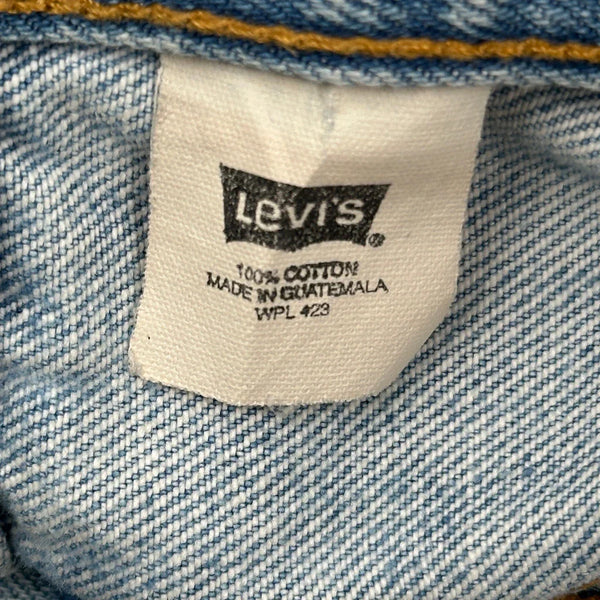 Levi's
®
100% COTTON
MADE IN GUATEMALA
WPL 423